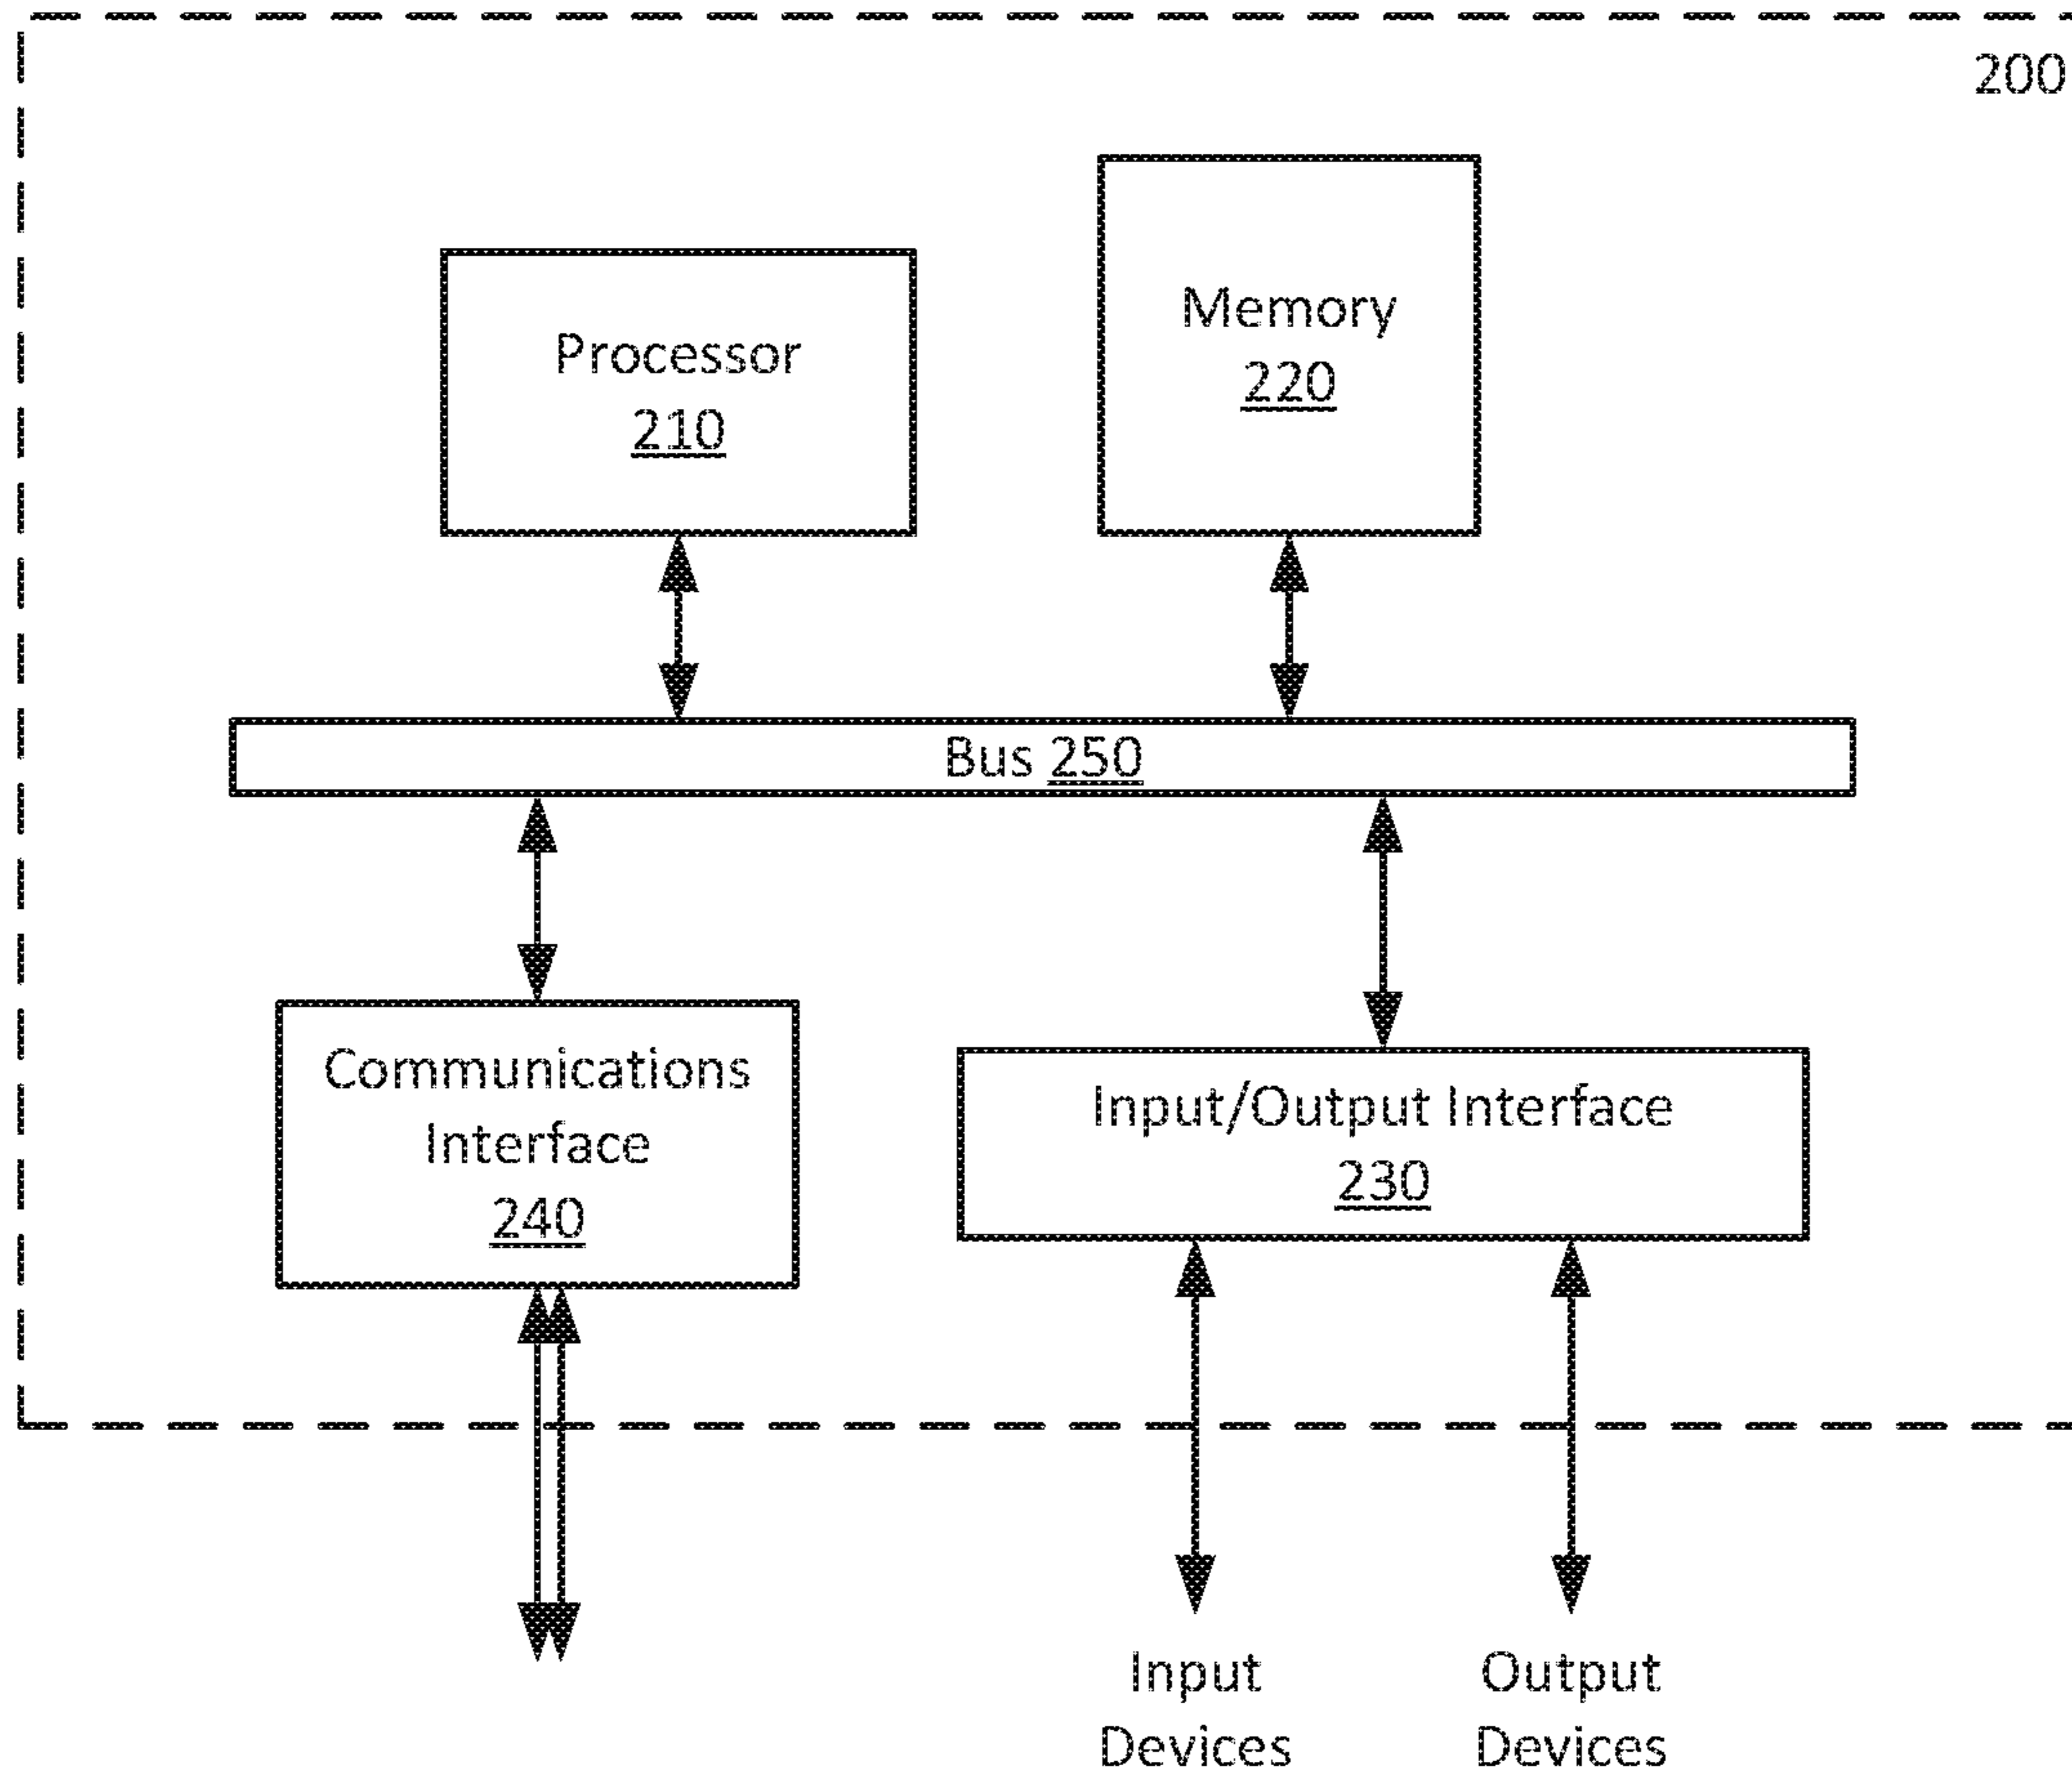 200
Processor
210
Memory
220
Bus 250
Communications
Interface
240
Input/Output Interface
230
Input
Devices
Output
Devices